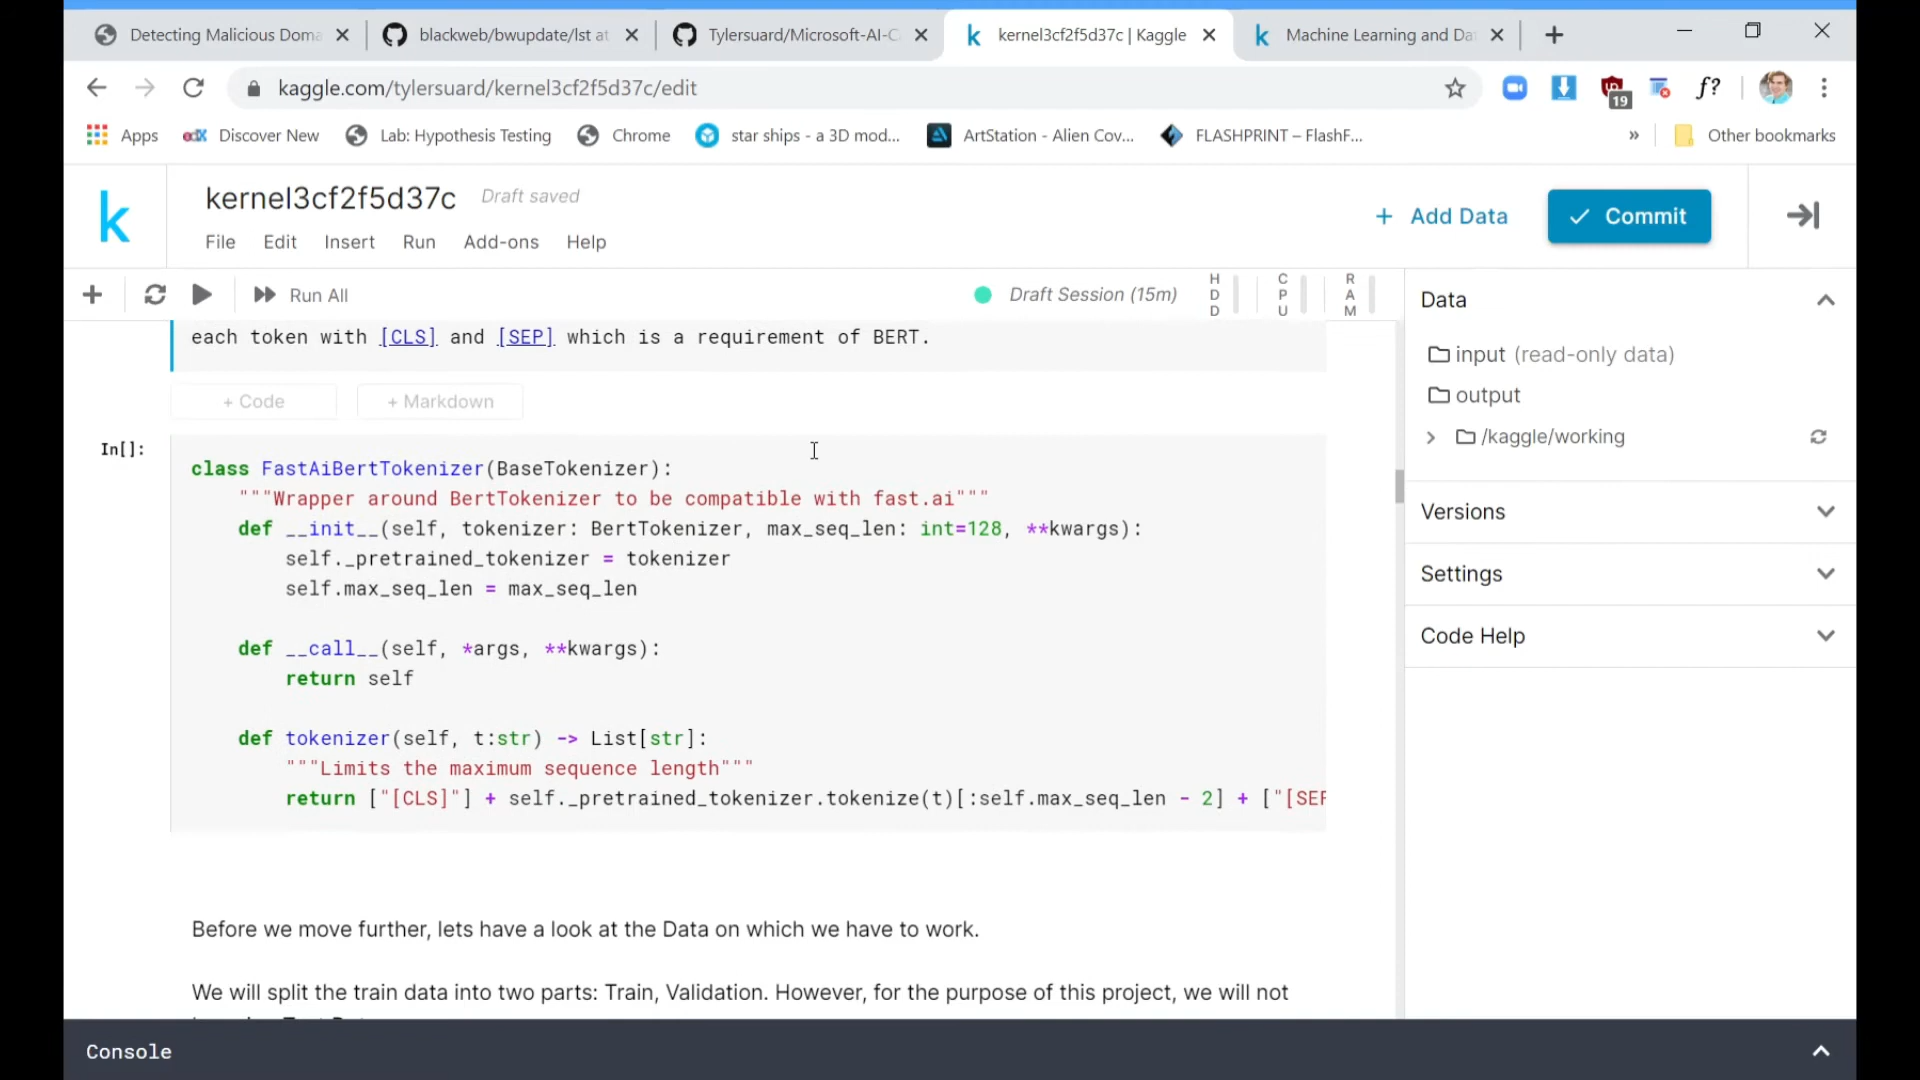 Detecting Malicious Doma
blackweb/bwupdate/lst at
Tylersuard/Microsoft-AI-C
kernel3cf2f5d37c | Kaggle
Machine Learning and Da
kaggle.com/tylersuard/kernel3cf2f5d37c/edit
19
f?
Apps
edX Discover New
Lab: Hypothesis Testing
Chrome
star ships - a 3D mod...
ArtStation - Alien Cov...
FLASHPRINT – FlashF...
»
Other bookmarks
k
kernel3cf2f5d37c
Draft saved
File Edit Insert Run Add-ons Help
+ Add Data
Commit
Run All
Draft Session (15m)
HDD
CPU
RAM
each token with [CLS] and [SEP] which is a requirement of BERT.
+ Code
+ Markdown
In[]:
class FastAiBertTokenizer(BaseTokenizer):
"""Wrapper around BertTokenizer to be compatible with fast.ai"""
def __init__(self, tokenizer: BertTokenizer, max_seq_len: int=128, **kwargs):
self._pretrained_tokenizer = tokenizer
self.max_seq_len = max_seq_len
def __call__(self, *args, **kwargs):
return self
def tokenizer(self, t:str) -> List[str]:
"""Limits the maximum sequence length"""
return ["[CLS]"] + self._pretrained_tokenizer.tokenize(t)[:self.max_seq_len - 2] + ["[SEP
Before we move further, lets have a look at the Data on which we have to work.
We will split the train data into two parts: Train, Validation. However, for the purpose of this project, we will not
Data
input (read-only data)
output
/kaggle/working
Versions
Settings
Code Help
Console